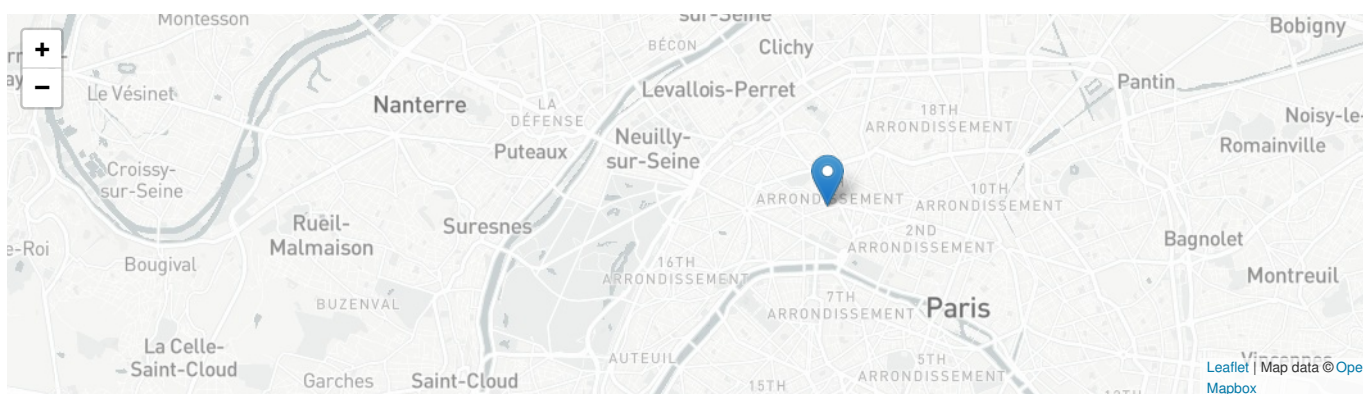 Montesson
sur-Seine
Bobigny
+
BÉCON
Clichy
−
Le Vésinet
Nanterre
LA
DÉFENSE
Levallois-Perret
Pantin
18TH
ARRONDISSEMENT
Noisy-le-
Neuilly-
sur-Seine
Puteaux
Romainville
Croissy-
sur-Seine
ARRONDISSEMENT
10TH
ARRONDISSEMENT
Rueil-
Malmaison
Suresnes
2ND
ARRONDISSEMENT
Bagnolet
e-Roi
Bougival
16TH
ARRONDISSEMENT
Montreuil
BUZENVAL
7TH
ARRONDISSEMENT
Paris
La Celle-
Saint-Cloud
AUTEUIL
5TH
ARRONDISSEMENT
Vincennes
Garches
Saint-Cloud
15TH
Leaflet | Map data © Ope
Mapbox